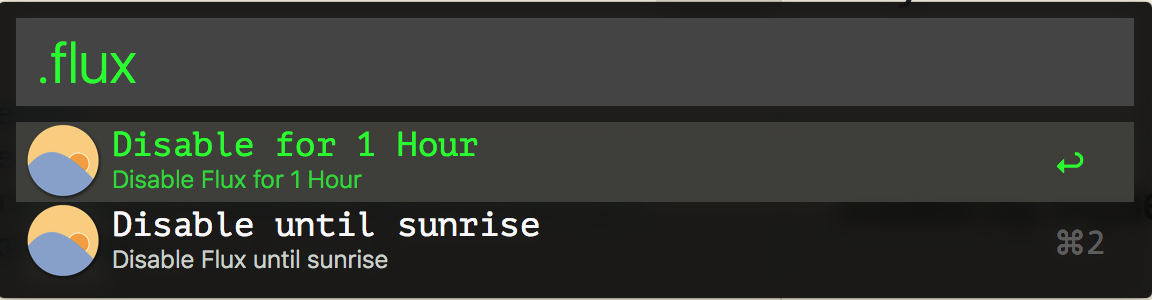 .flux
Disable for 1 Hour
Disable Flux for 1 Hour
↩
Disable until sunrise
Disable Flux until sunrise
⌘2